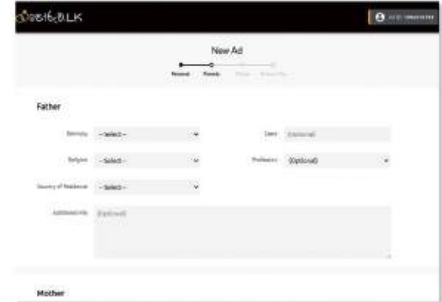 New Ad
Personal Parents
Father
Ethnicity -- Select -- Caste (Optional)
Religion -- Select -- Profession (Optional)
Country of Residence -- Select --
Additional Info (Optional)
Mother